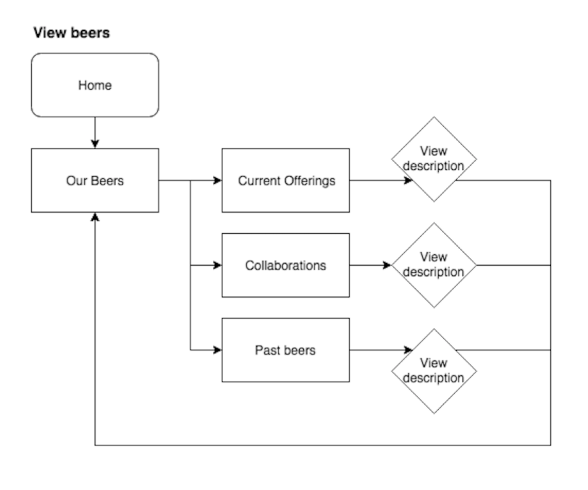 View beers
Home
Our Beers
Current Offerings
View
description
Collaborations
View
description
Past beers
View
description